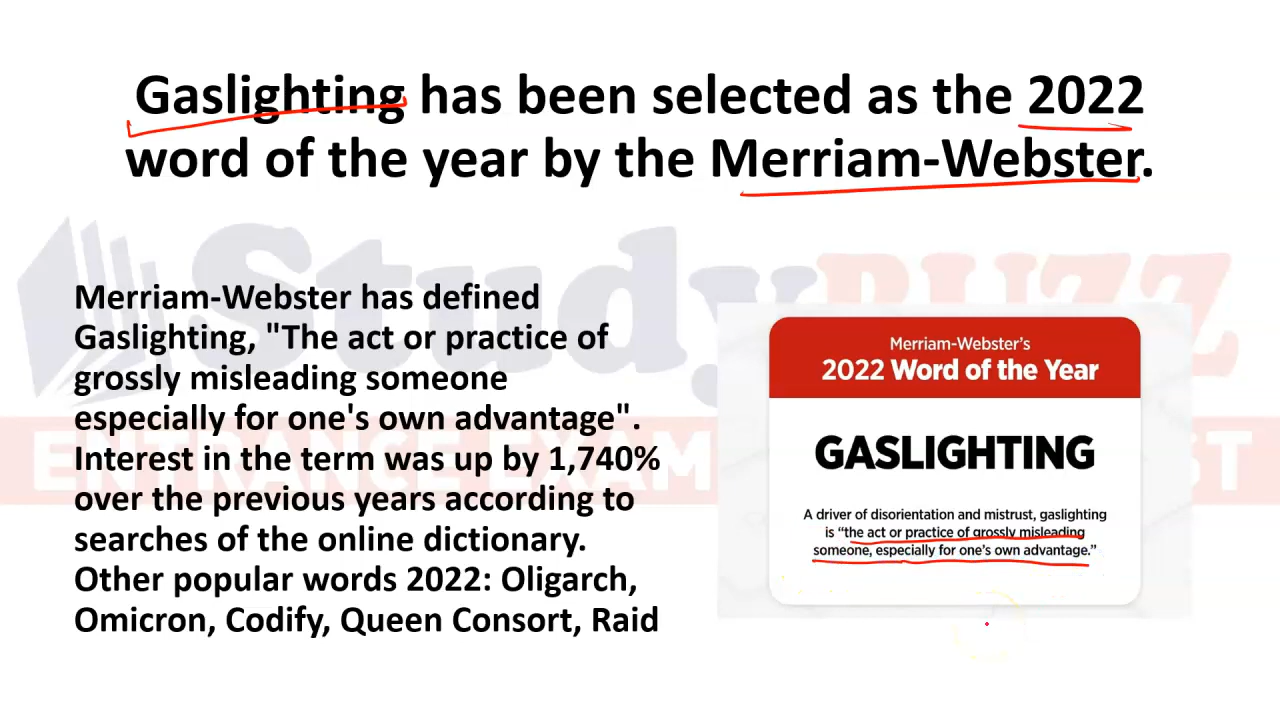 Gaslighting has been selected as the 2022
word of the year by the Merriam-Webster.
StudyBUZZ
Merriam-Webster has defined
Gaslighting, "The act or practice of
grossly misleading someone
especially for one's own advantage".
Interest in the term was up by 1,740%
over the previous years according to
searches of the online dictionary.
Other popular words 2022: Oligarch,
Omicron, Codify, Queen Consort, Raid
Merriam-Webster's
2022 Word of the Year
GASLIGHTING
A driver of disorientation and mistrust, gaslighting
is “the act or practice of grossly misleading
someone, especially for one's own advantage.”
ENTRANCE EXAM